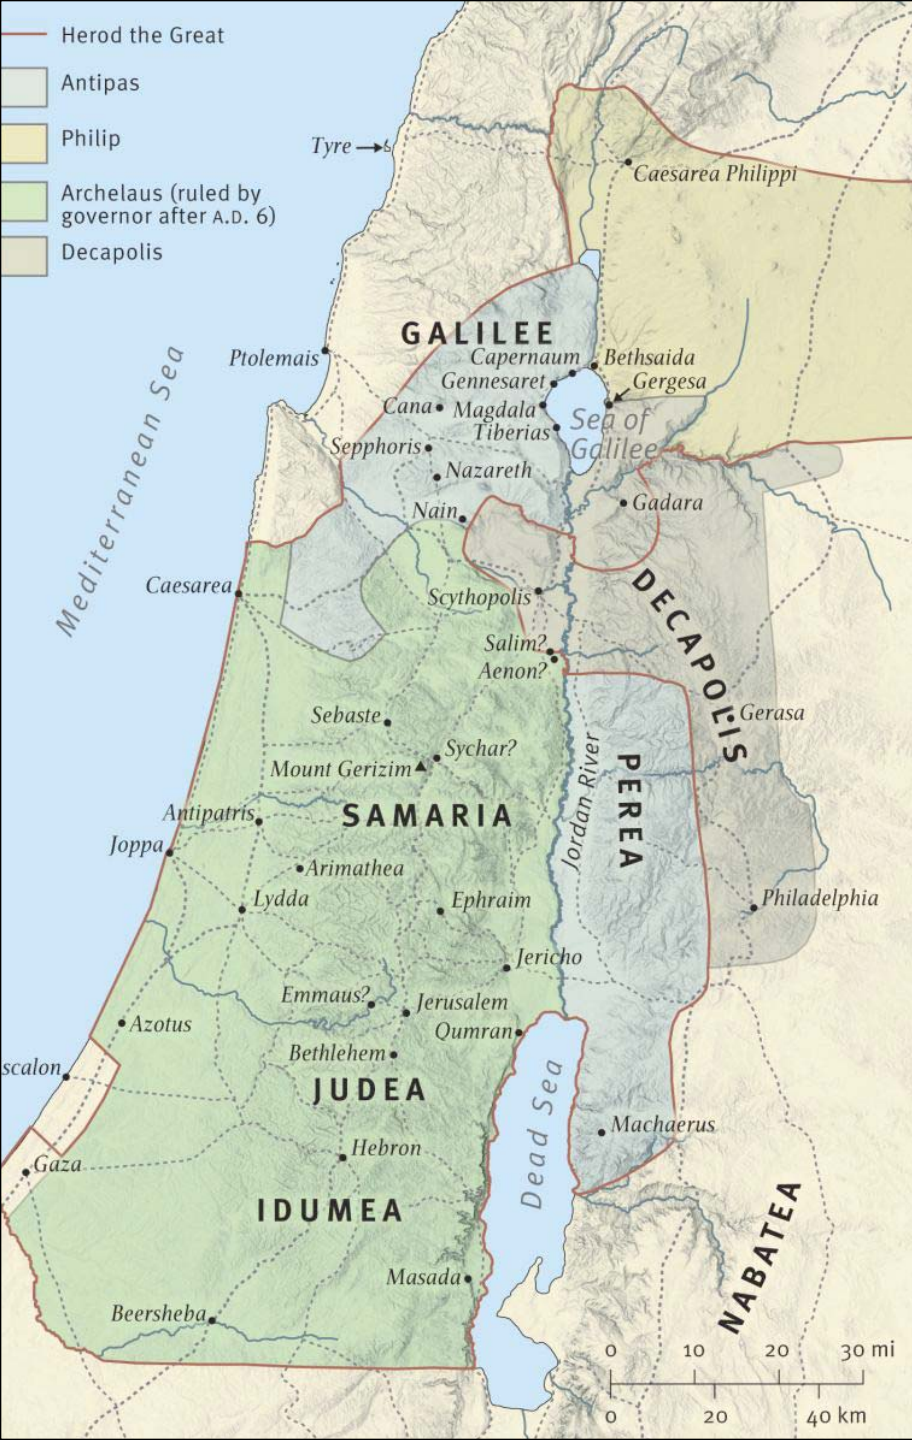 Herod the Great
Antipas
Philip
Archelaus (ruled by
governor after A.D. 6)
Decapolis
Tyre
Caesarea Philippi
GALILEE
Ptolemais
Capernaum
Bethsaida
Gennesaret
Gergesa
Cana
Magdala
Sea of
Galilee
Tiberias
Sepphoris
Nazareth
Mediterranean Sea
Nain
Gadara
Caesarea
Scythopolis
DECAPOLIS
Salim?
Aenon?
Sebaste
Gerasa
Sychar?
Mount Gerizim
Jordan River
PEREA
Antipatris
SAMARIA
Joppa
Arimathea
Lydda
Ephraim
Philadelphia
Jericho
Emmaus?
Jerusalem
Azotus
Qumran
Bethlehem
scalon
JUDEA
Dead Sea
Machaerus
Hebron
Gaza
IDUMEA
NABATEA
Masada
Beersheba
0 10 20 30 mi
0 20 40 km